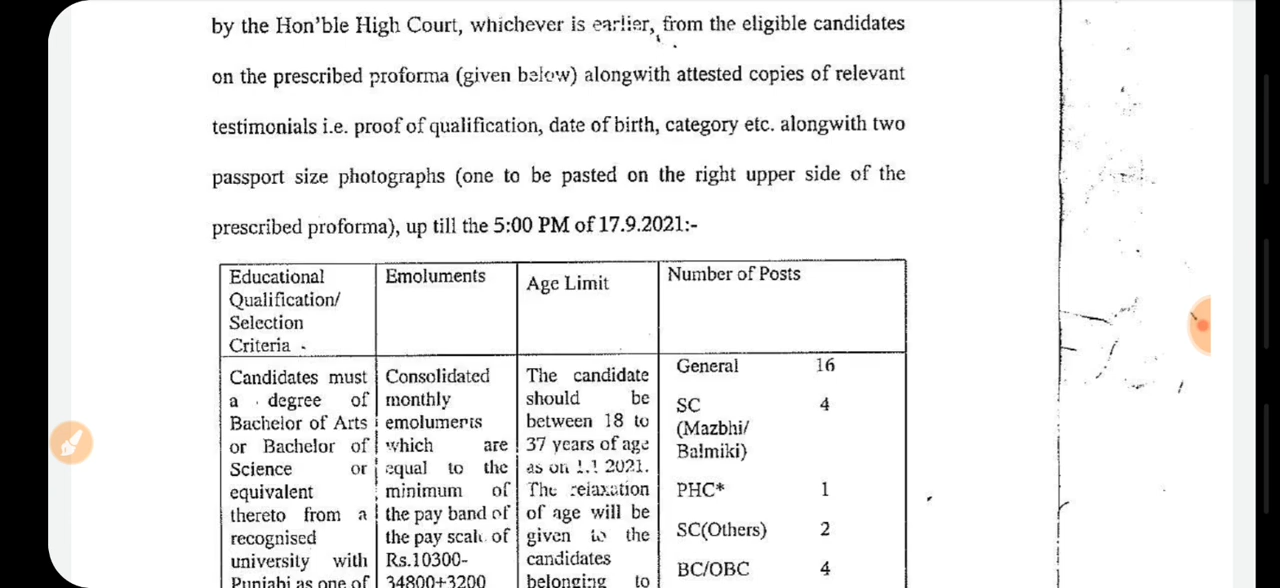 by the Hon'ble High Court, whichever is earlier, from the eligible candidates
on the prescribed proforma (given below) alongwith attested copies of relevant
testimonials i.e. proof of qualification, date of birth, category etc. alongwith two
passport size photographs (one to be pasted on the right upper side of the
prescribed proforma), up till the 5:00 PM of 17.9.2021:-
Educational
Qualification/
Selection
Criteria
Emoluments
Age Limit
Number of Posts
Candidates must
a degree of
Bachelor of Arts
or Bachelor of
Science or
equivalent
thereto from a
recognised
university with
Punjabi as one of
Consolidated
monthly
emoluments
which are
equal to the
minimum of
the pay band of
the pay scale of
Rs.10300-
34800+3200
The candidate
should be
between 18 to
37 years of age
as on 1.1.2021.
The relaxation
of age will be
given to the
candidates
belonging to
General 16
SC 4
(Mazbhi/
Balmiki)
PHC* 1
SC(Others) 2
BC/OBC 4